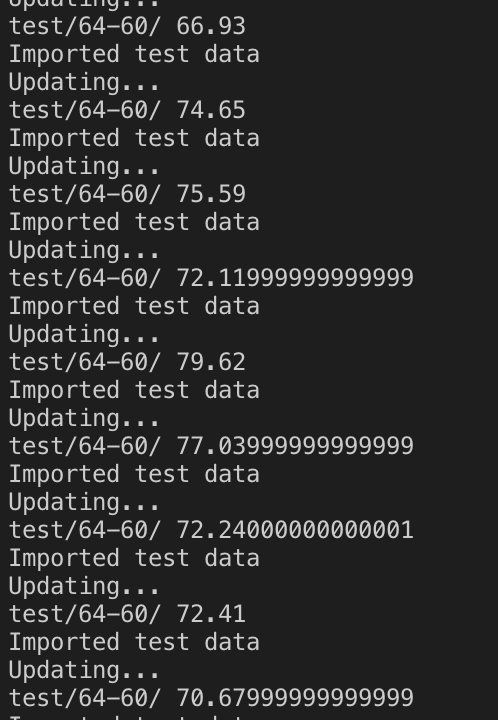 Updating...
test/64-60/ 66.93
Imported test data
Updating...
test/64-60/ 74.65
Imported test data
Updating...
test/64-60/ 75.59
Imported test data
Updating...
test/64-60/ 72.11999999999999
Imported test data
Updating...
test/64-60/ 79.62
Imported test data
Updating...
test/64-60/ 77.03999999999999
Imported test data
Updating...
test/64-60/ 72.24000000000001
Imported test data
Updating...
test/64-60/ 72.41
Imported test data
Updating...
test/64-60/ 70.67999999999999
Imported test data